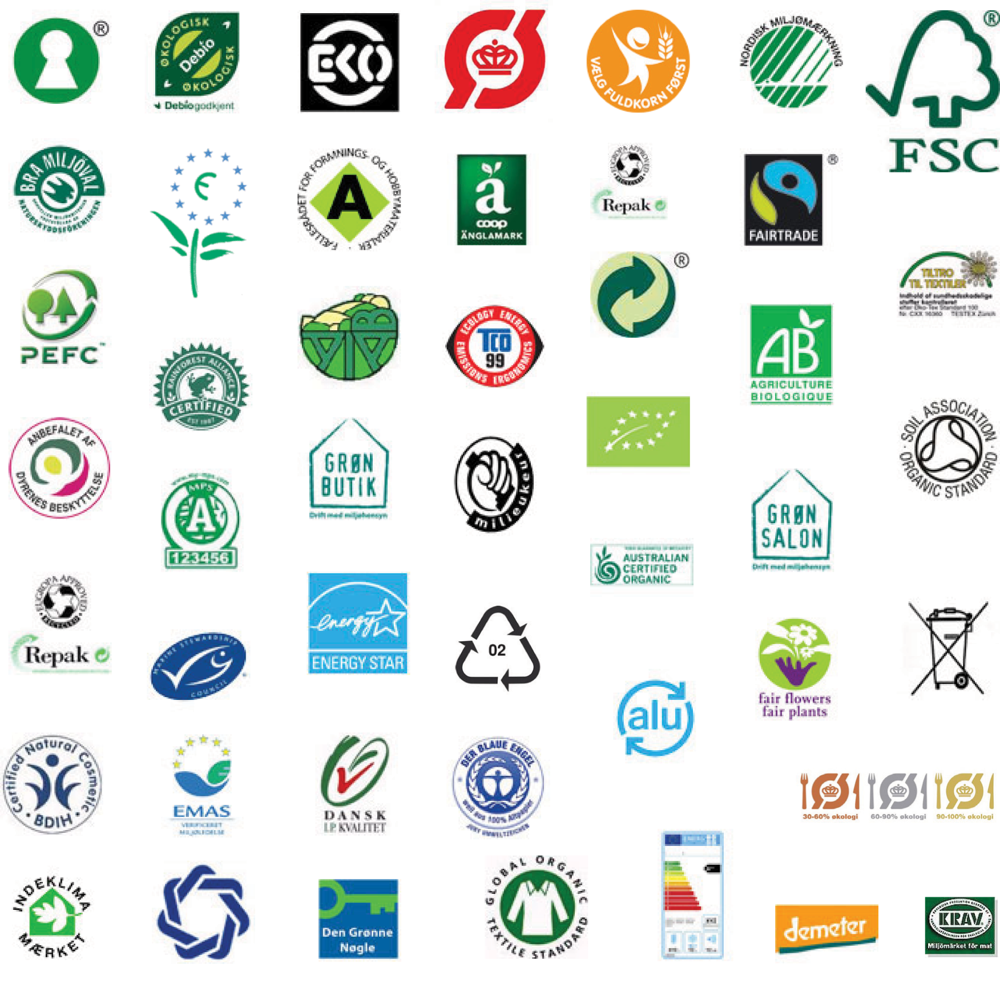 ®
ØKOLOGISK
Debio
ØKOLOGISK
Debiogodkjent
EKO
Ø
VÆLG FULDKORN FØRST
NORDISK MILJØMÆRKNING
®
FSC
BRA MILJÖVAL
NATURSKYDDSFÖRENINGEN
FÆLLESRÅDET FOR FORMNINGS- OG HOBBYMATERIALER
A
a
coop
ÄNGLAMARK
EUGROPA APPROVED
RECYCLED
Repak
®
FAIRTRADE
PEFC™
RAINFOREST ALLIANCE
CERTIFIED
EST 1987
ECOLOGY ENERGY
TCO
99
EMISSIONS ERGONOMICS
®
AB
AGRICULTURE
BIOLOGIQUE
TILTRO
TIL TEXTILER
Indhold af sundhedsskadelige
stoffer kontrolleret
efter Øko-Tex Standard 100
Nr. CXX 16360 TESTEX Zürich
ANBEFALET AF
DYRENES BESKYTTELSE
www.my-mps.com
MPS
A
123456
GRØN
BUTIK
Drift med miljøhensyn
milieukeur
AUSTRALIAN
CERTIFIED
ORGANIC
GRØN
SALON
Drift med miljøhensyn
SOIL ASSOCIATION
ORGANIC STANDARD
EUGROPA APPROVED
RECYCLED
Repak
MARINE STEWARDSHIP
COUNCIL
energy
ENERGY STAR
02
alu
fair flowers
fair plants
Certified Natural Cosmetic
BDIH
EMAS
VERIFICERET
MILJØLEDELSE
DANSK
I.P. KVALITET
DER BLAUE ENGEL
weil aus 100% Altpapier
JURY UMWELTZEICHEN
30-60% økologi
60-90% økologi
90-100% økologi
INDEKLIMA
MÆRKET
Den Grønne
Nøgle
GLOBAL ORGANIC
TEXTILE STANDARD
ENERG
demeter
KRAV
Miljömärket för mat